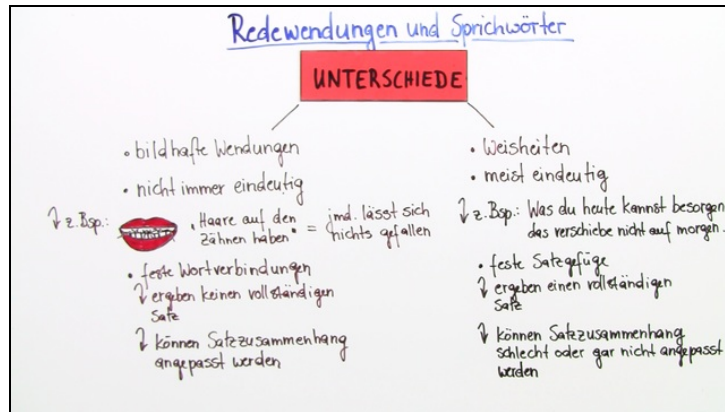 Redewendungen und Sprichwörter
UNTERSCHIEDE
• bildhafte Wendungen
• nicht immer eindeutig
↳ z.Bsp.: "Haare auf den
Zähnen haben" = jmd. lässt sich
nichts gefallen
• feste Wortverbindungen
↳ ergeben keinen vollständigen
Satz
↳ können Satzzusammenhang
angepasst werden
• Weisheiten
• meist eindeutig
↳ z.Bsp.: Was du heute kannst besorgen,
das verschiebe nicht auf morgen.
• feste Satzgefüge
↳ ergeben einen vollständigen
Satz
↳ können Satzzusammenhang
schlecht oder gar nicht angepasst
werden